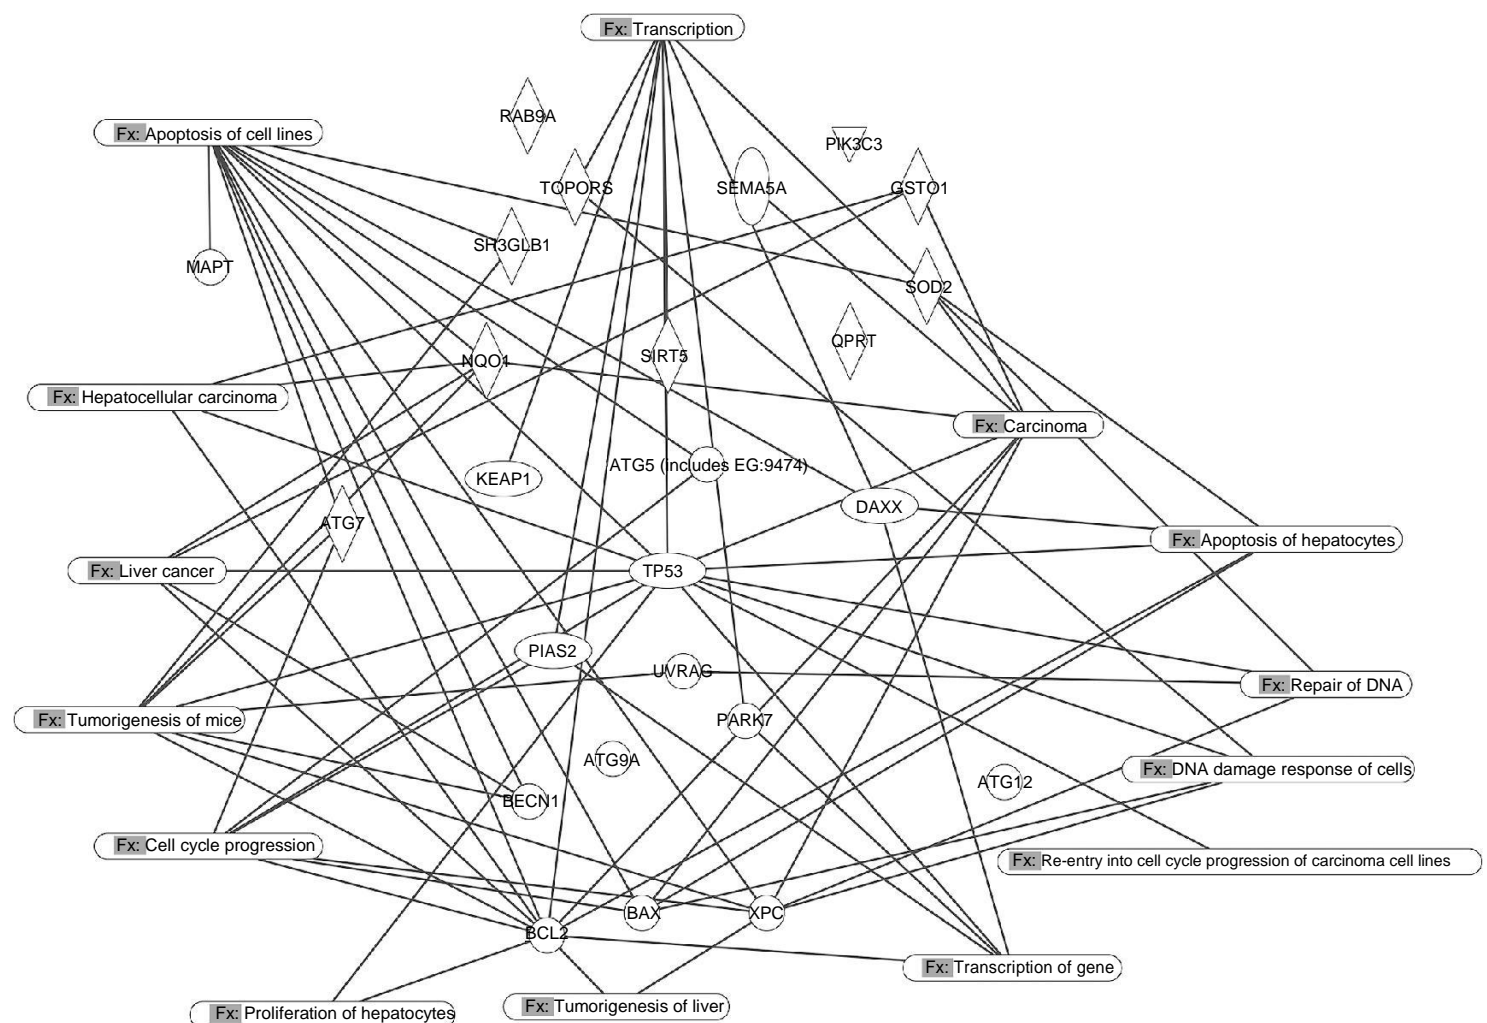 Fx: Transcription
RAB9A
Fx: Apoptosis of cell lines
PIK3C3
TOPORS
SEMA5A
GSTO1
SH3GLB1
MAPT
SOD2
QPRT
NQO1
SIRT5
Fx: Hepatocellular carcinoma
Fx: Carcinoma
ATG5 (includes EG:9474)
KEAP1
DAXX
ATG7
Fx: Apoptosis of hepatocytes
Fx: Liver cancer
TP53
PIAS2
UVRAG
Fx: Repair of DNA
Fx: Tumorigenesis of mice
PARK7
ATG9A
Fx: DNA damage response of cells
ATG12
BECN1
Fx: Cell cycle progression
Fx: Re-entry into cell cycle progression of carcinoma cell lines
BAX
XPC
BCL2
Fx: Transcription of gene
Fx: Tumorigenesis of liver
Fx: Proliferation of hepatocytes